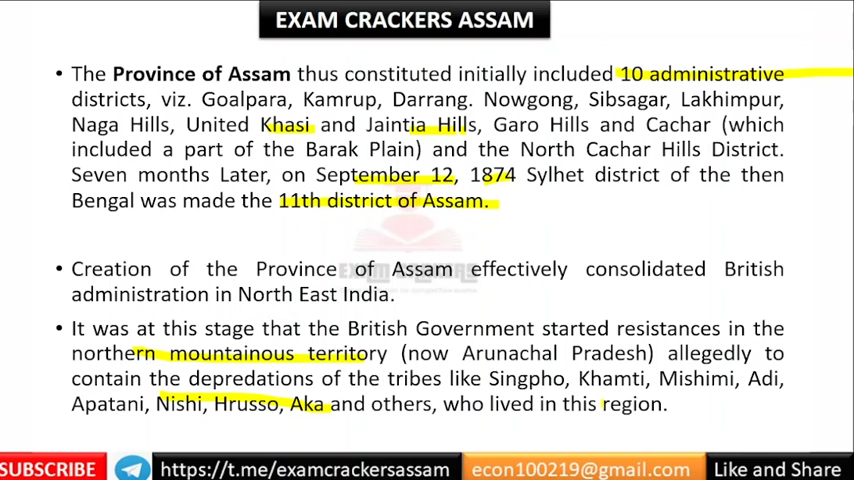 EXAM CRACKERS ASSAM
• The Province of Assam thus constituted initially included 10 administrative
districts, viz. Goalpara, Kamrup, Darrang. Nowgong, Sibsagar, Lakhimpur,
Naga Hills, United Khasi and Jaintia Hills, Garo Hills and Cachar (which
included a part of the Barak Plain) and the North Cachar Hills District.
Seven months Later, on September 12, 1874 Sylhet district of the then
Bengal was made the 11th district of Assam.
• Creation of the Province of Assam effectively consolidated British
administration in North East India.
• It was at this stage that the British Government started resistances in the
northern mountainous territory (now Arunachal Pradesh) allegedly to
contain the depredations of the tribes like Singpho, Khamti, Mishimi, Adi,
Apatani, Nishi, Hrusso, Aka and others, who lived in this region.
EXAM CRACKERS
SUBSCRIBE https://t.me/examcrackersassam econ100219@gmail.com Like and Share